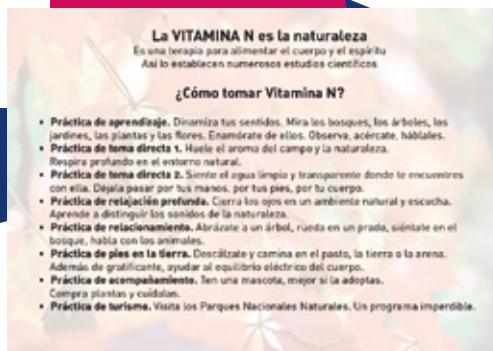 La VITAMINA N es la naturaleza
Es una terapia para alimentar el cuerpo y el espíritu
Así lo establecen numerosos estudios científicos
¿Cómo tomar Vitamina N?
• Práctica de aprendizaje. Dinamiza tus sentidos. Mira los bosques, los árboles, los
jardines, las plantas y las flores. Enamórate de ellos. Observa, acércate, háblales.
• Práctica de toma directa 1. Huele el aroma del campo y la naturaleza.
Respira profundo en el entorno natural.
• Práctica de toma directa 2. Siente el agua limpia y transparente donde te encuentres
con ella. Déjala pasar por tus manos, por tus pies, por tu cuerpo.
• Práctica de relajación profunda. Cierra los ojos en un ambiente natural y escucha.
Aprende a distinguir los sonidos de la naturaleza.
• Práctica de relacionamiento. Abrázate a un árbol, rueda en un prado, siéntate en el
bosque, habla con los animales.
• Práctica de pies en la tierra. Descálzate y camina en el pasto, la tierra o la arena.
Además de gratificante, ayudar al equilibrio eléctrico del cuerpo.
• Práctica de acompañamiento. Ten una mascota, mejor si la adoptas.
Compra plantas y cuídalas.
• Práctica de turismo. Visita los Parques Nacionales Naturales. Un programa imperdible.